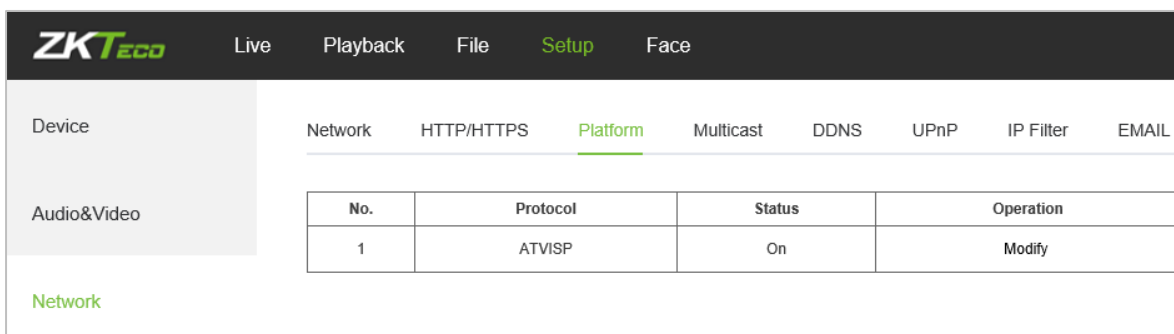 ZKTeco Live Playback File Setup Face
Device
Network HTTP/HTTPS Platform Multicast DDNS UPnP IP Filter EMAIL
Audio&Video
No. Protocol Status Operation
1 ATVISP On Modify
Network